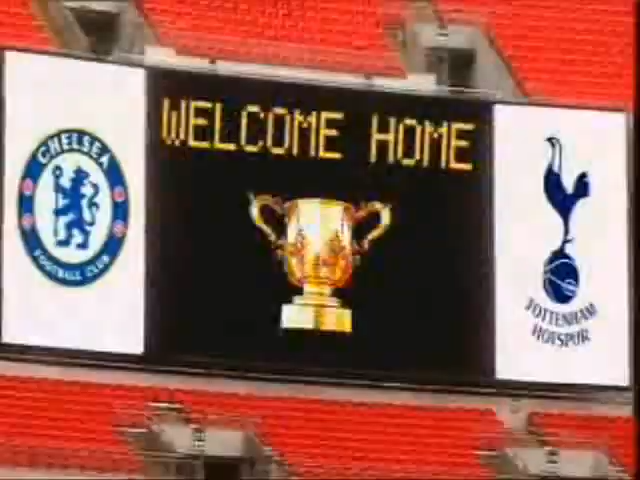 CHELSEA
FOOTBALL CLUB
WELCOME HOME
TOTTENHAM
HOTSPUR